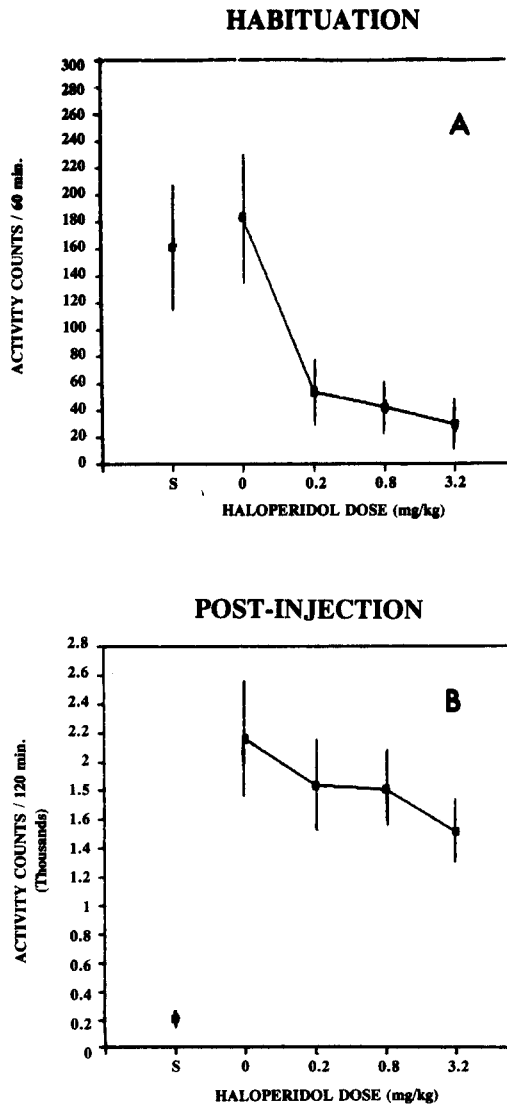 HABITUATION
300
280
260
240
220
200
180
160
140
120
100
80
60
40
20
0
ACTIVITY COUNTS / 60 min.
A
S 0 0.2 0.8 3.2
HALOPERIDOL DOSE (mg/kg)
POST-INJECTION
2.8
2.6
2.4
2.2
2
1.5
1.6
1.4
1.2
1
0.8
0.6
0.4
0.2
0
ACTIVITY COUNTS / 120 min.
(Thousands)
B
S 0 0.2 0.8 3.2
HALOPERIDOL DOSE (mg/kg)